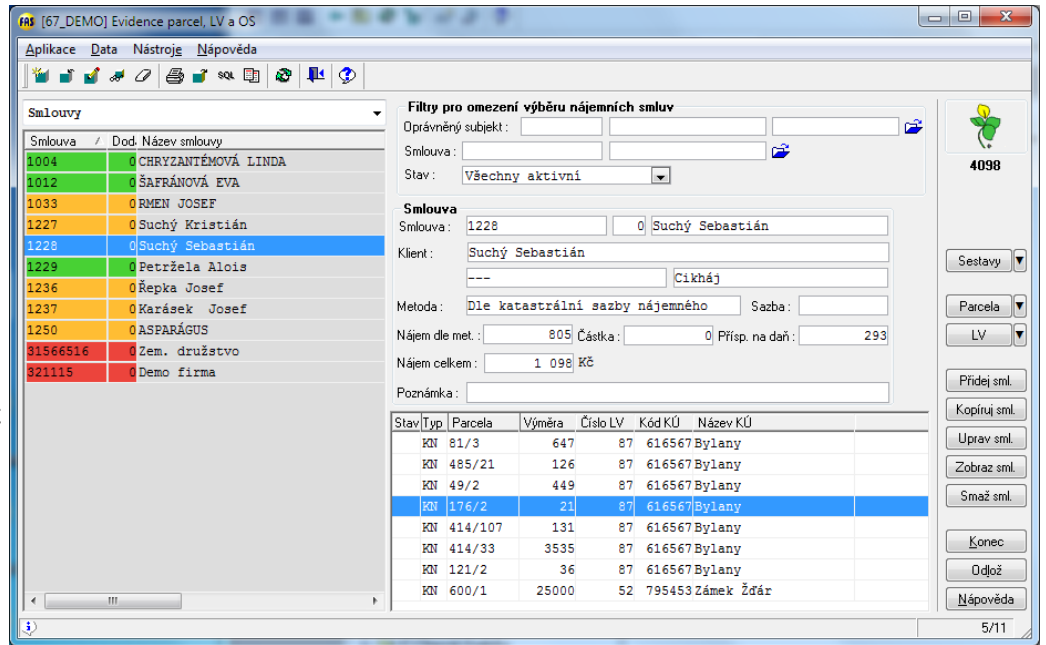 FAS [67_DEMO] Evidence parcel, LV a OS
Aplikace Data Nástroje Nápověda
SQL
Smlouvy
Smlouva / Dod. Název smlouvy
1004 0 CHRYZANTÉMOVÁ LINDA
1012 0 ŠAFRÁNOVÁ EVA
1033 0 RMEN JOSEF
1227 0 Suchý Kristián
1228 0 Suchý Sebastián
1229 0 Petržela Alois
1236 0 Řepka Josef
1237 0 Karásek Josef
1250 0 ASPARÁGUS
31566516 0 Zem. družstvo
321115 0 Demo firma
Filtry pro omezení výběru nájemních smluv
Oprávněný subjekt :
Smlouva :
Stav : Všechny aktivní
Smlouva
Smlouva : 1228 0 Suchý Sebastián
Klient : Suchý Sebastián
--- Cikháj
Metoda : Dle katastrální sazby nájemného Sazba :
Nájem dle met. : 805 Částka : 0 Přísp. na daň : 293
Nájem celkem : 1 098 Kč
Poznámka :
Stav Typ Parcela Výměra Číslo LV Kód KÚ Název KÚ
KN 81/3 647 87 616567 Bylany
KN 485/21 126 87 616567 Bylany
KN 49/2 449 87 616567 Bylany
KN 176/2 21 87 616567 Bylany
KN 414/107 131 87 616567 Bylany
KN 414/33 3535 87 616567 Bylany
KN 121/2 36 87 616567 Bylany
KN 600/1 25000 52 795453 Zámek Žďár
4098
Sestavy
Parcela
LV
Přidej sml.
Kopíruj sml.
Uprav sml.
Zobraz sml.
Smaž sml.
Konec
Odlož
Nápověda
5/11